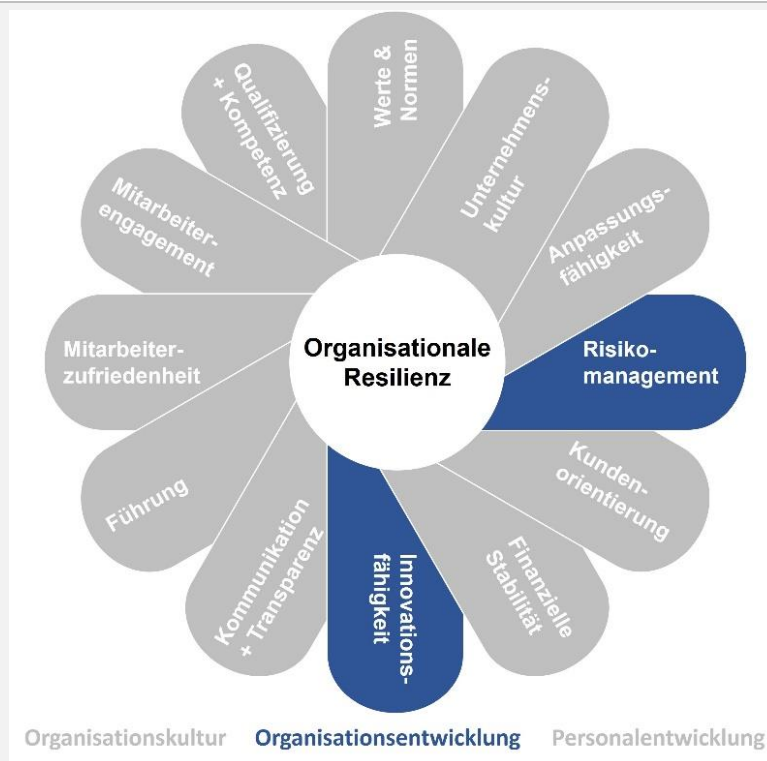 Organisationale
Resilienz
Werte &
Normen
Unternehmens-
kultur
Anpassungs-
fähigkeit
Risiko-
management
Kunden-
orientierung
Finanzielle
Stabilität
Innovations-
fähigkeit
Kommunikation
+ Transparenz
Führung
Mitarbeiter-
zufriedenheit
Mitarbeiter-
engagement
Qualifizierung
+ Kompetenz
Organisationskultur Organisationsentwicklung Personalentwicklung